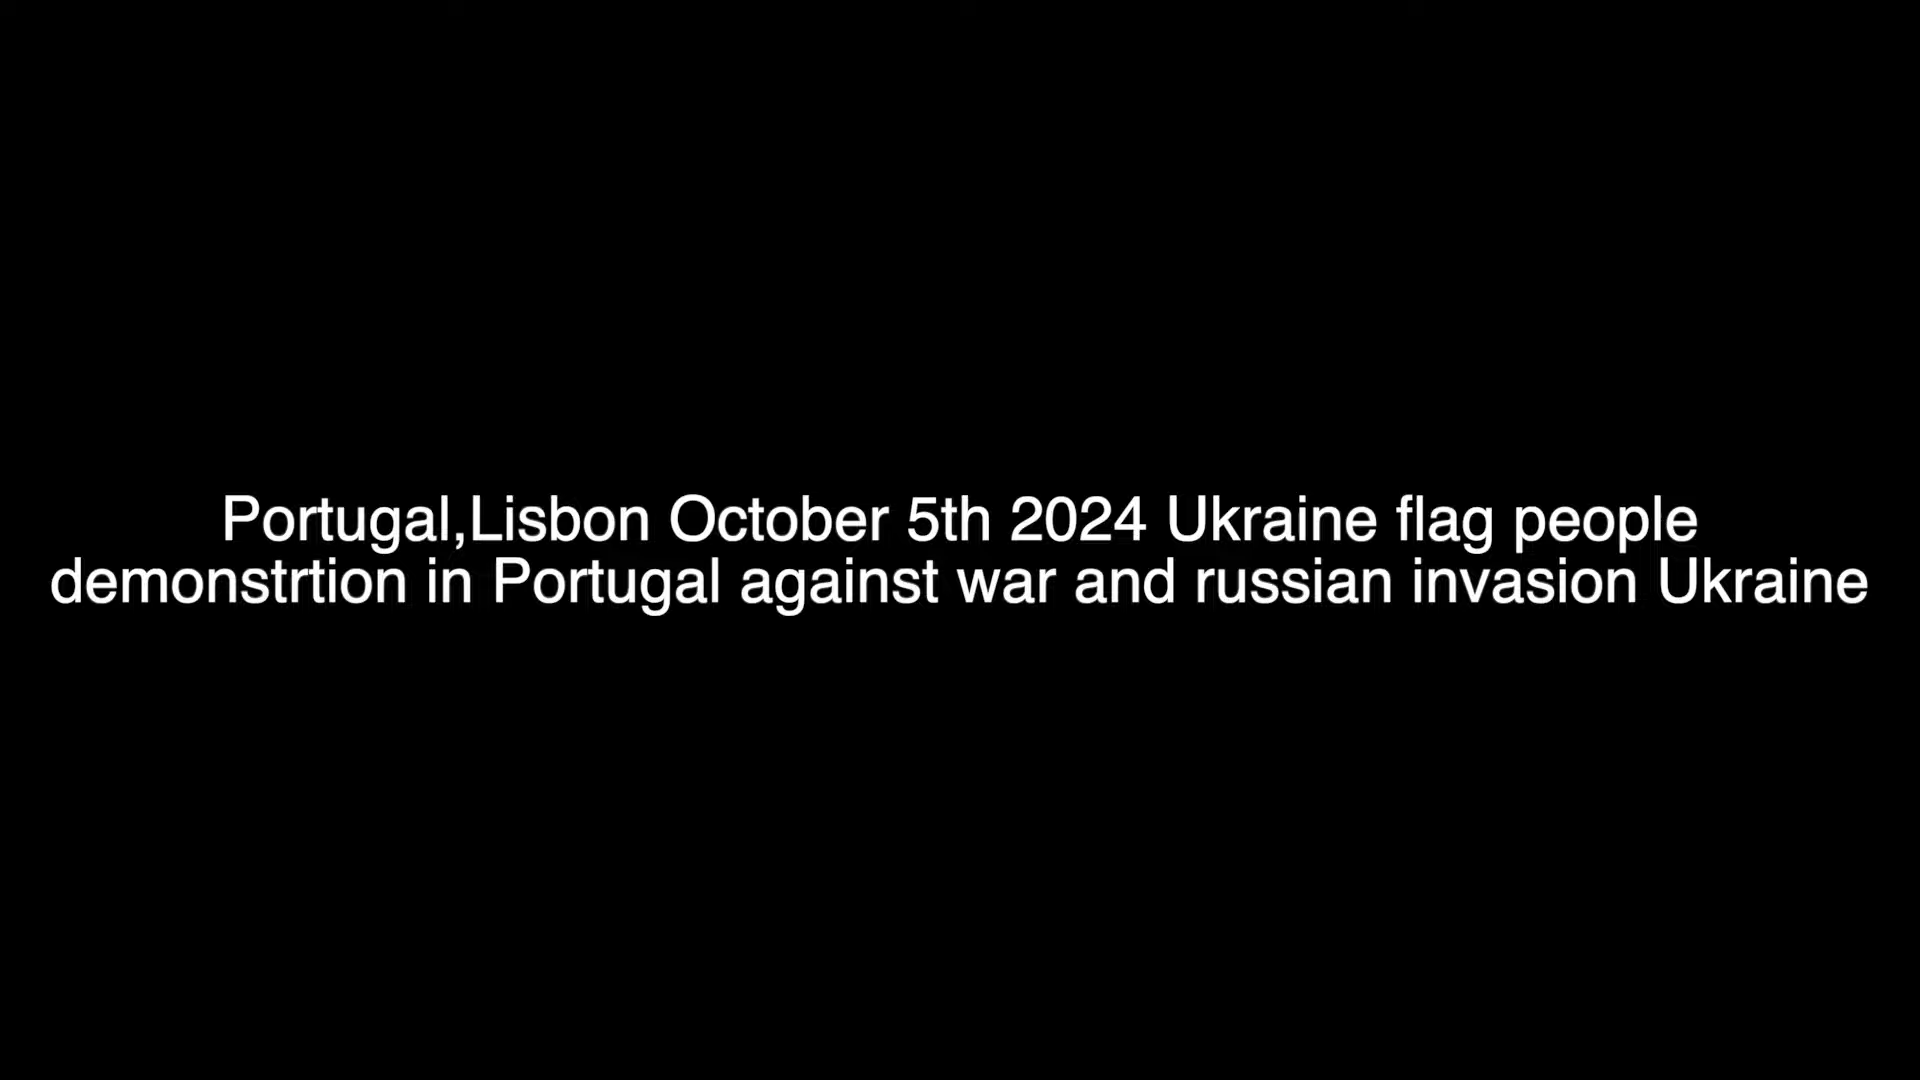 Portugal,Lisbon October 5th 2024 Ukraine flag people
demonstrtion in Portugal against war and russian invasion Ukraine